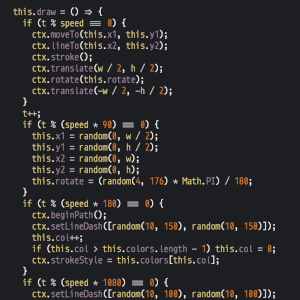 this.draw = () => {
if (t % speed === 0) {
ctx.moveTo(this.x1, this.y1);
ctx.lineTo(this.x2, this.y2);
ctx.stroke();
ctx.translate(w / 2, h / 2);
ctx.rotate(this.rotate);
ctx.translate(-w / 2, -h / 2);
}
t++;
if (t % (speed * 90) === 0) {
this.x1 = random(0, w / 2);
this.y1 = random(0, h / 2);
this.x2 = random(0, w);
this.y2 = random(0, h);
this.rotate = (random(4, 176) * Math.PI) / 180;
}
if (t % (speed * 180) === 0) {
ctx.beginPath();
ctx.setLineDash([random(10, 150), random(10, 150)]);
this.col++;
if (this.col > this.colors.length - 1) this.col = 0;
ctx.strokeStyle = this.colors[this.col];
}
if (t % (speed * 1080) === 0) {
ctx.setLineDash([random(10, 100), random(10, 100)]);